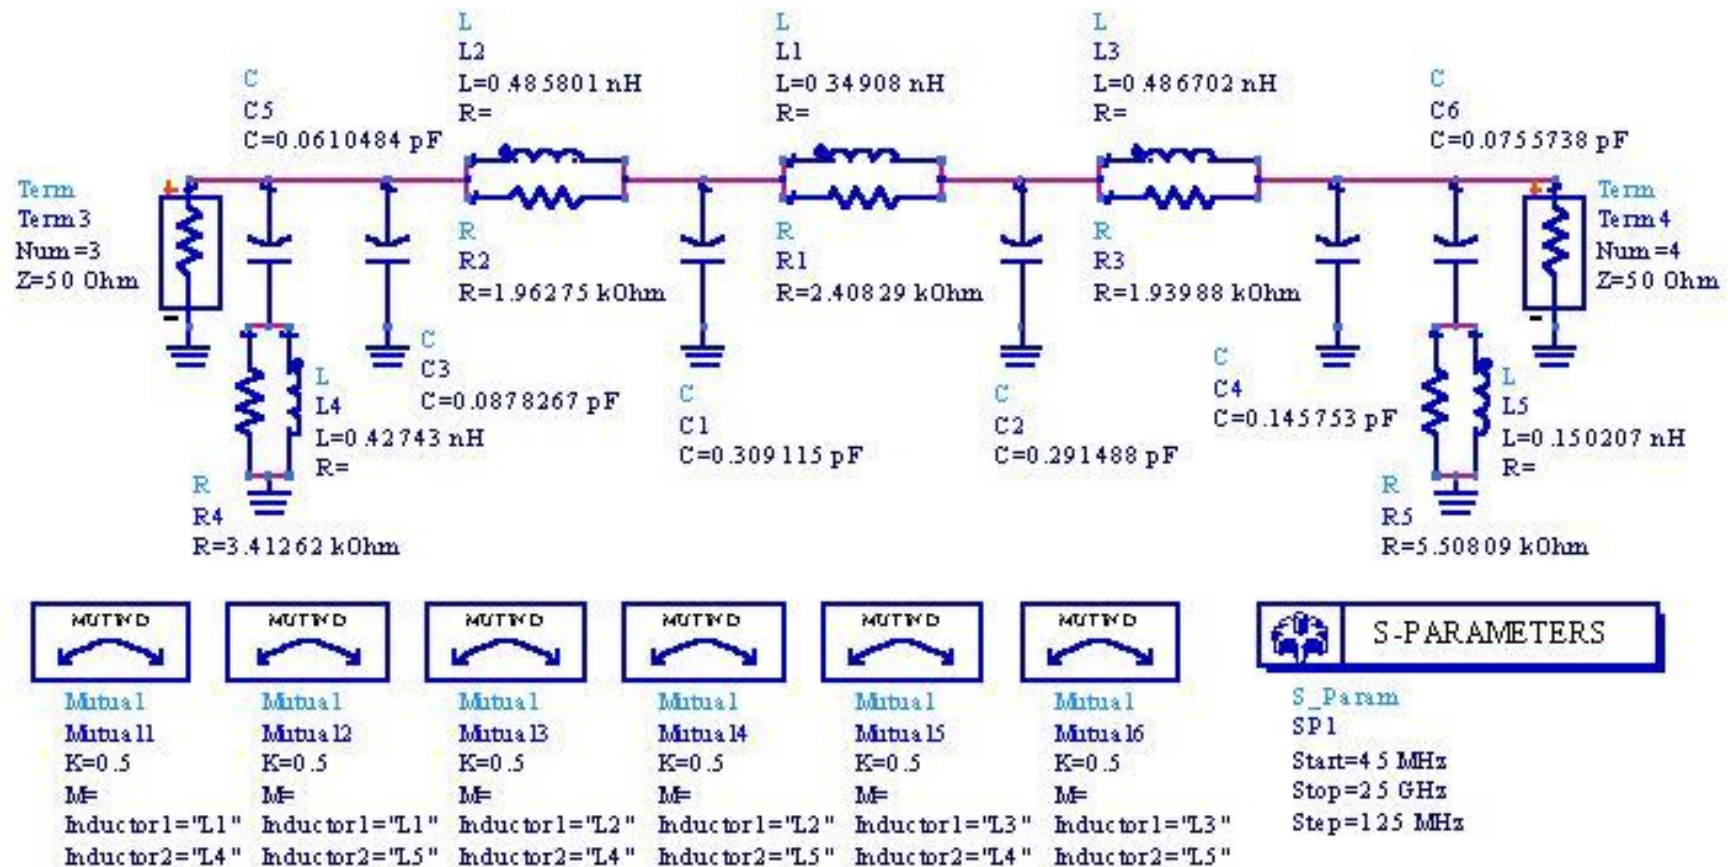 L
L2
L=0.485801 nH
R=
L
L1
L=0.34908 nH
R=
L
L3
L=0.486702 nH
R=
C
C5
C=0.0610484 pF
C
C6
C=0.0755738 pF
+
Term
Term3
Num=3
Z=50 Ohm
-
+
Term
Term4
Num=4
Z=50 Ohm
-
R
R2
R=1.96275 kOhm
R
R1
R=2.40829 kOhm
R
R3
R=1.93988 kOhm
C
C3
C=0.0878267 pF
L
L4
L=0.42743 nH
R=
C
C1
C=0.309115 pF
C
C2
C=0.291488 pF
C
C4
C=0.145753 pF
L
L5
L=0.150207 nH
R=
R
R4
R=3.41262 kOhm
R
R5
R=5.50809 kOhm
MUTIND MUTIND MUTIND MUTIND MUTIND MUTIND
S-PARAMETERS
Mutual Mutual Mutual Mutual Mutual Mutual
Mutual1 Mutual2 Mutual3 Mutual4 Mutual5 Mutual6
K=0.5 K=0.5 K=0.5 K=0.5 K=0.5 K=0.5
M= M= M= M= M= M=
Inductor1="L1" Inductor1="L1" Inductor1="L2" Inductor1="L2" Inductor1="L3" Inductor1="L3"
Inductor2="L4" Inductor2="L5" Inductor2="L4" Inductor2="L5" Inductor2="L4" Inductor2="L5"
S_Param
SP1
Start=45 MHz
Stop=25 GHz
Step=125 MHz